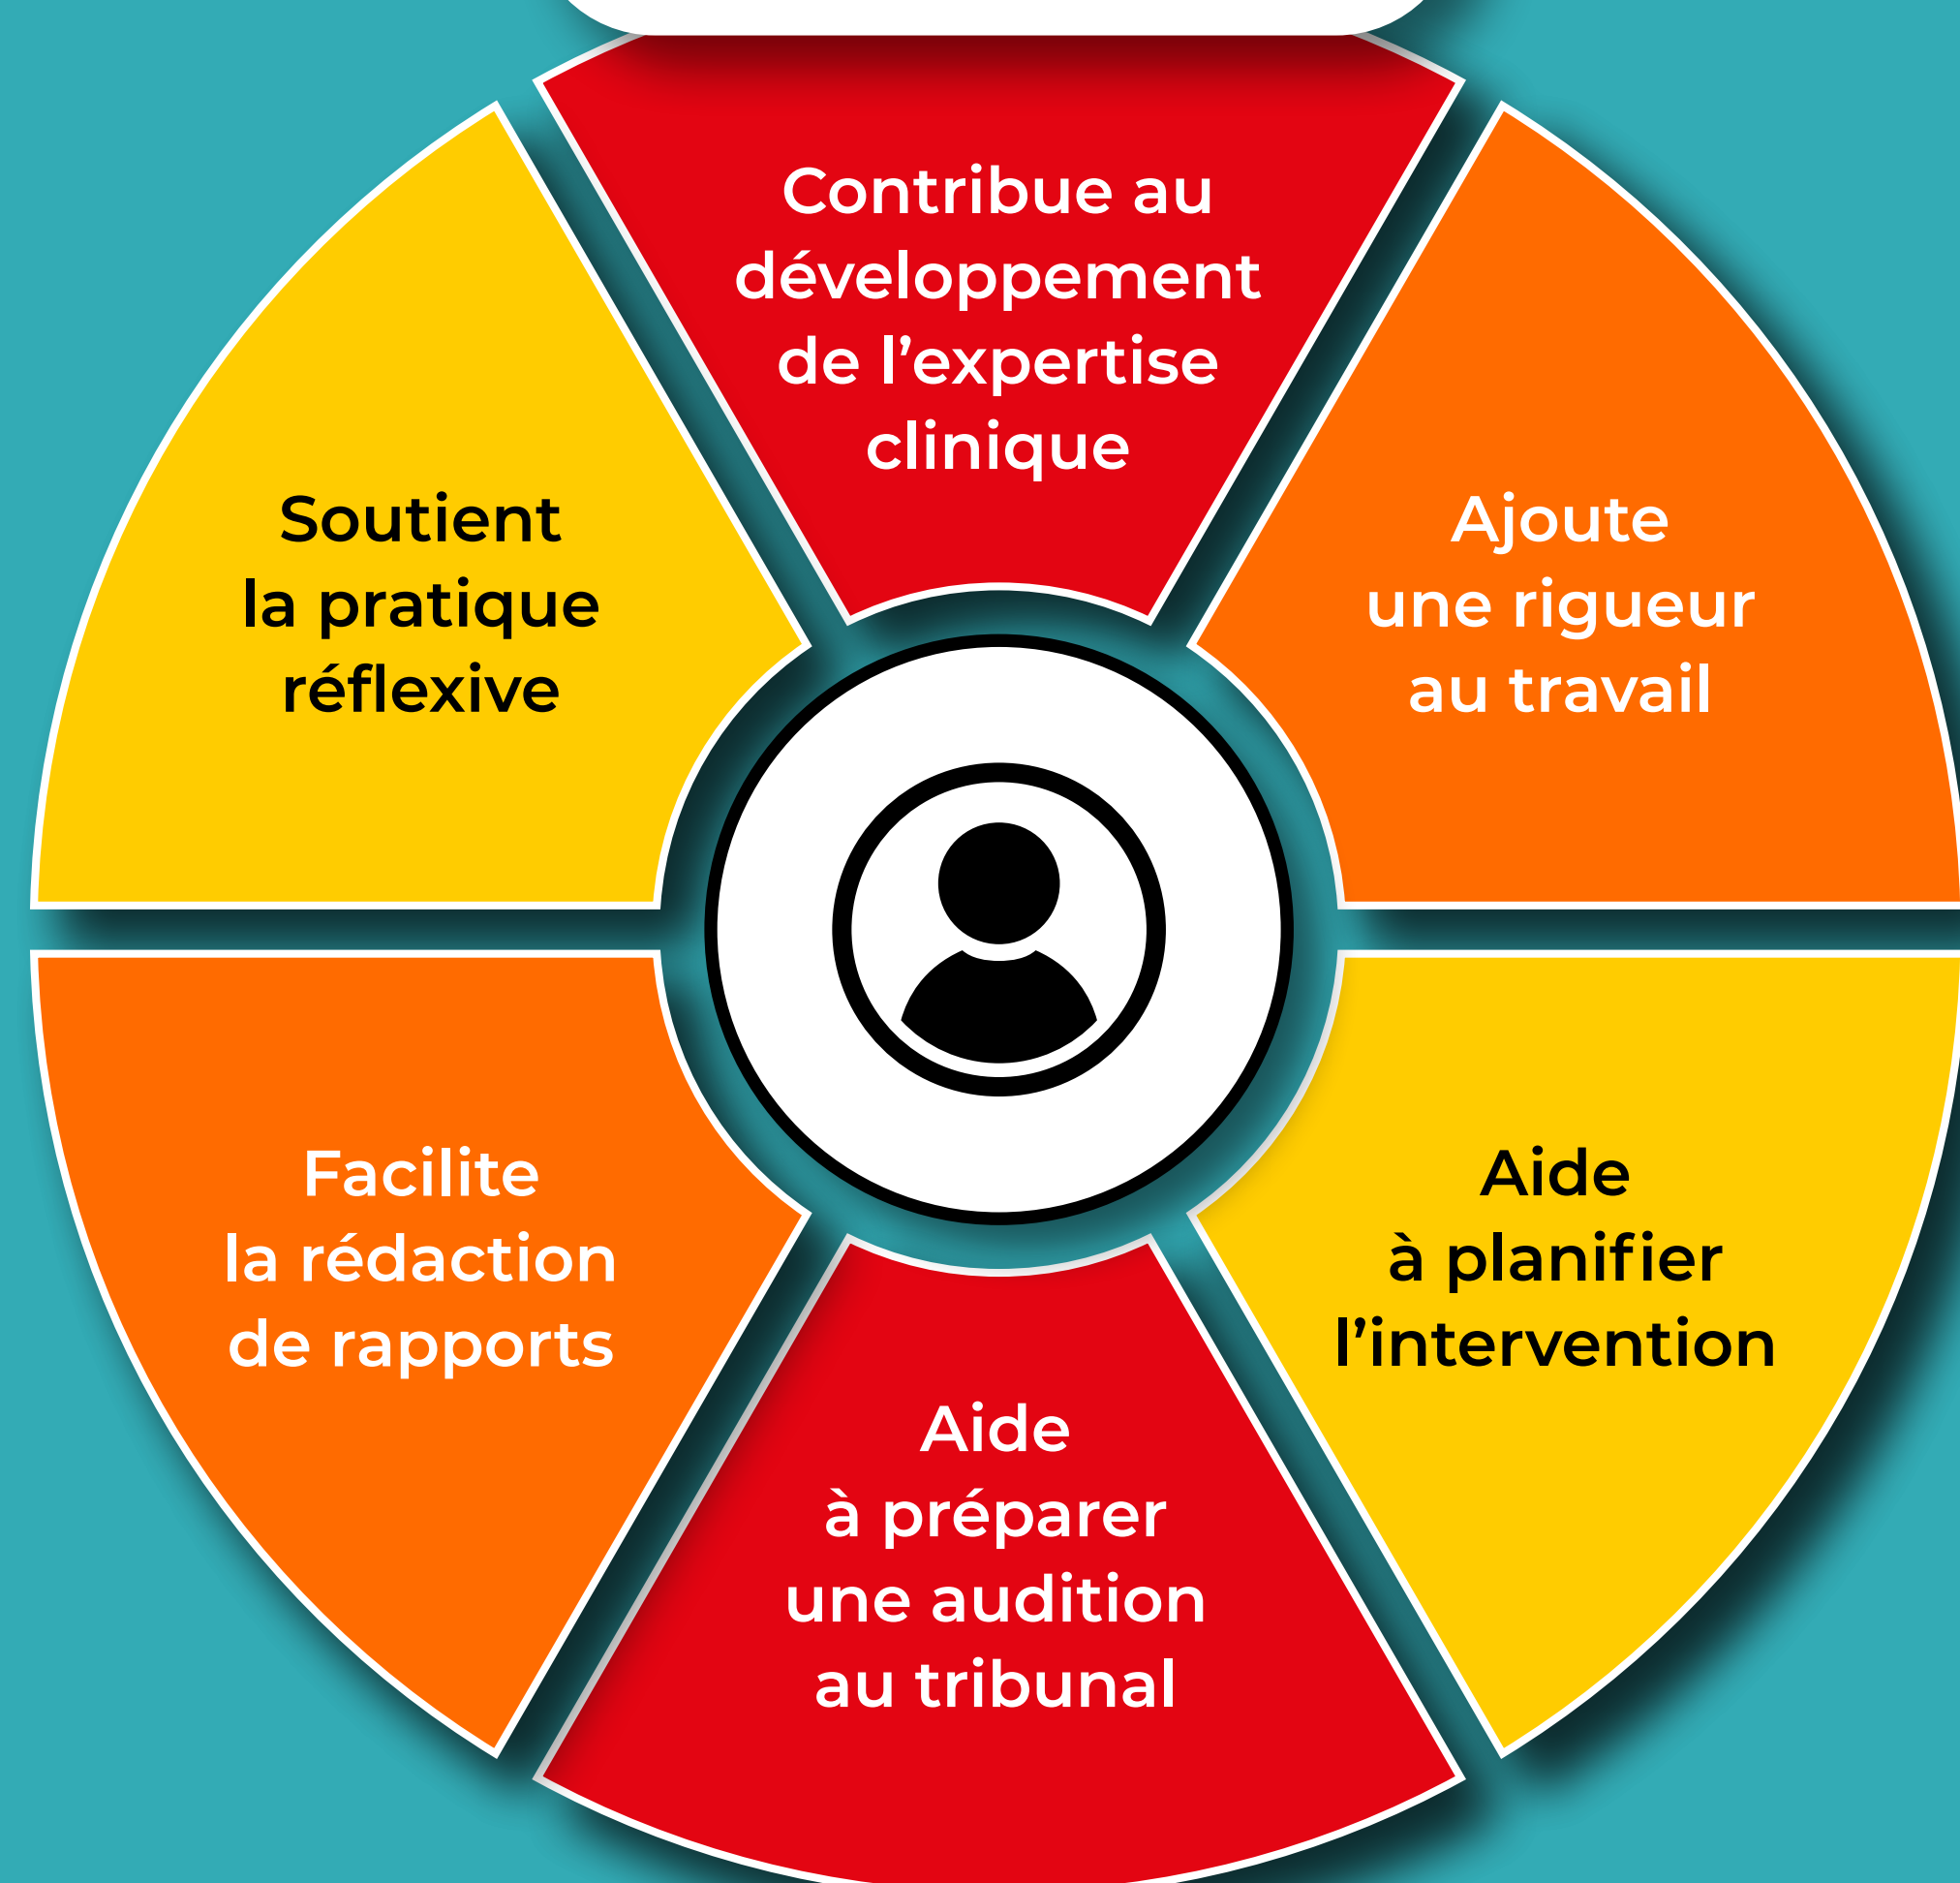 Contribue au
développement
de l’expertise
clinique
Ajoute
une rigueur
au travail
Aide
à planifier
l’intervention
Aide
à préparer
une audition
au tribunal
Facilite
la rédaction
de rapports
Soutient
la pratique
réflexive